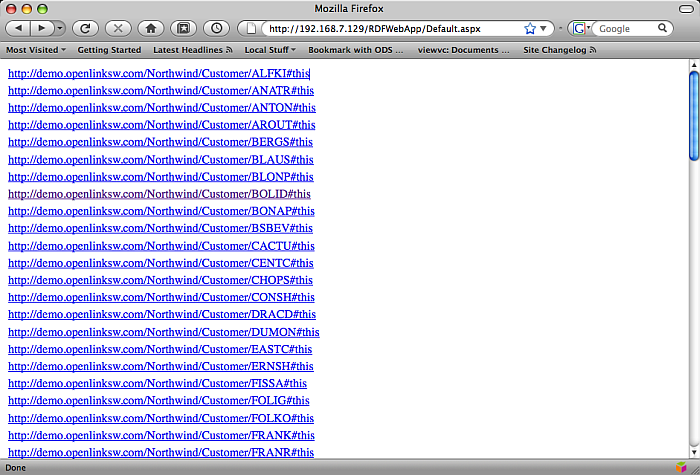 Mozilla Firefox
http://192.168.7.129/RDFWebApp/Default.aspx
Google
Most Visited Getting Started Latest Headlines Local Stuff Bookmark with ODS ... viewvc: Documents ... Site Changelog
http://demo.openlinksw.com/Northwind/Customer/ALFKI#this
http://demo.openlinksw.com/Northwind/Customer/ANATR#this
http://demo.openlinksw.com/Northwind/Customer/ANTON#this
http://demo.openlinksw.com/Northwind/Customer/AROUT#this
http://demo.openlinksw.com/Northwind/Customer/BERGS#this
http://demo.openlinksw.com/Northwind/Customer/BLAUS#this
http://demo.openlinksw.com/Northwind/Customer/BLONP#this
http://demo.openlinksw.com/Northwind/Customer/BOLID#this
http://demo.openlinksw.com/Northwind/Customer/BONAP#this
http://demo.openlinksw.com/Northwind/Customer/BSBEV#this
http://demo.openlinksw.com/Northwind/Customer/CACTU#this
http://demo.openlinksw.com/Northwind/Customer/CENTC#this
http://demo.openlinksw.com/Northwind/Customer/CHOPS#this
http://demo.openlinksw.com/Northwind/Customer/CONSH#this
http://demo.openlinksw.com/Northwind/Customer/DRACD#this
http://demo.openlinksw.com/Northwind/Customer/DUMON#this
http://demo.openlinksw.com/Northwind/Customer/EASTC#this
http://demo.openlinksw.com/Northwind/Customer/ERNSH#this
http://demo.openlinksw.com/Northwind/Customer/FISSA#this
http://demo.openlinksw.com/Northwind/Customer/FOLIG#this
http://demo.openlinksw.com/Northwind/Customer/FOLKO#this
http://demo.openlinksw.com/Northwind/Customer/FRANK#this
http://demo.openlinksw.com/Northwind/Customer/FRANR#this
Done